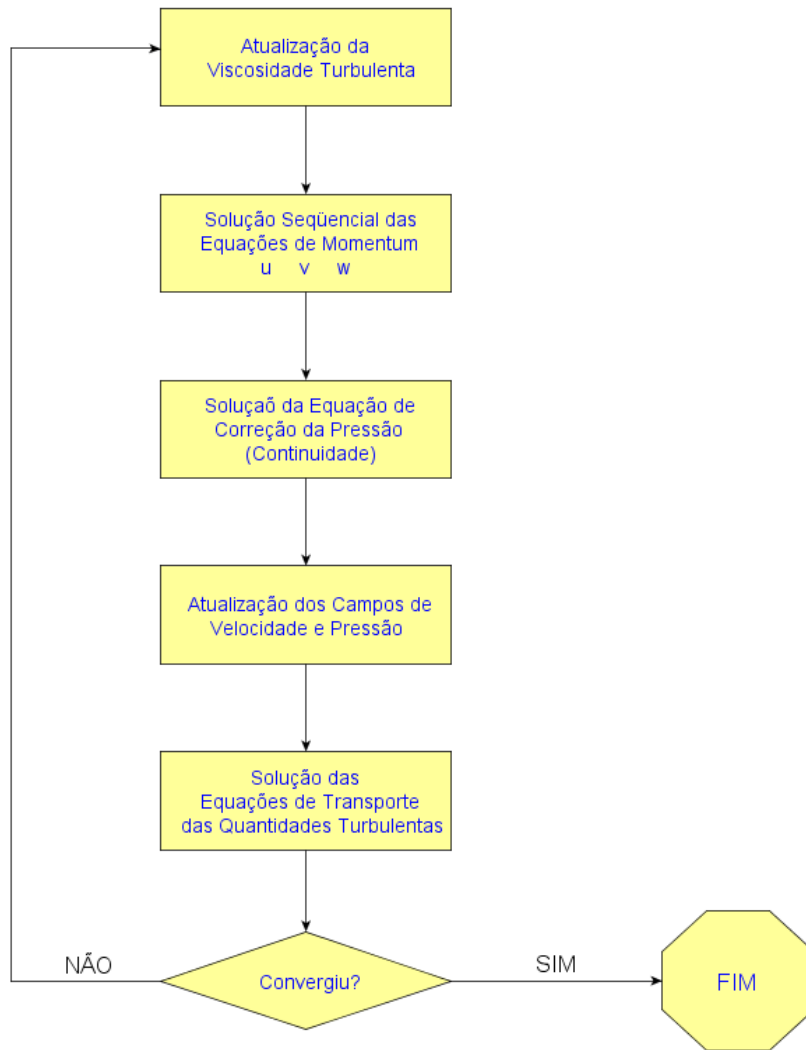 Atualização da
Viscosidade Turbulenta
Solução Seqüencial das
Equações de Momentum
u v w
Soluçaõ da Equação de
Correção da Pressão
(Continuidade)
Atualização dos Campos de
Velocidade e Pressão
Solução das
Equações de Transporte
das Quantidades Turbulentas
NÃO
Convergiu?
SIM
FIM